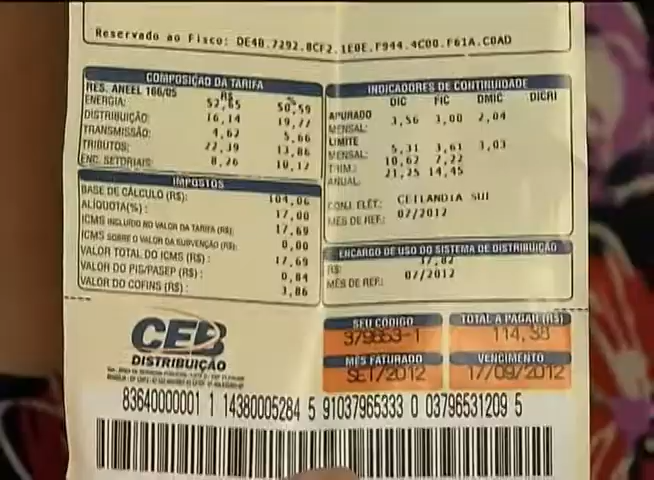 Reservado ao Fisco: DE4B.7292.8CF2.1E0E.F944.4C00.F61A.C0AD
COMPOSIÇÃO DA TARIFA
RES. ANEEL 166/05 R$
ENERGIA: 52,65 50,59
DISTRIBUIÇÃO: 16,14 19,77
TRANSMISSÃO: 4,62 5,66
TRIBUTOS: 22,39 13,86
ENC. SETORIAIS: 8,26 10,12
IMPOSTOS
BASE DE CÁLCULO (R$): 104,06
ALÍQUOTA(%): 17,00
ICMS INCLUIDO NO VALOR DA TARIFA (R$): 17,69
ICMS SOBRE O VALOR DA SUBVENÇÃO (R$): 0,00
VALOR TOTAL DO ICMS (R$): 17,69
VALOR DO PIS/PASEP (R$): 0,84
VALOR DO COFINS (R$): 3,86
INDICADORES DE CONTINUIDADE
DIC FIC DMIC DICRI
APURADO
MENSAL: 3,56 1,00 2,04
LIMITE
MENSAL: 5,31 3,61 3,03
TRIM.: 10,62 7,22
ANUAL: 21,25 14,45
CONJ. ELÉT.: CEILANDIA SUL
MÊS DE REF.: 07/2012
ENCARGO DE USO DO SISTEMA DE DISTRIBUIÇÃO
R$: 17,82
MÊS DE REF.: 07/2012
CEB
DISTRIBUIÇÃO
SEU CÓDIGO
379653-1
TOTAL A PAGAR (R$)
114,38
MÊS FATURADO
SET/2012
VENCIMENTO
17/09/2012
83640000001 1 14380005284 5 91037965333 0 03796531209 5